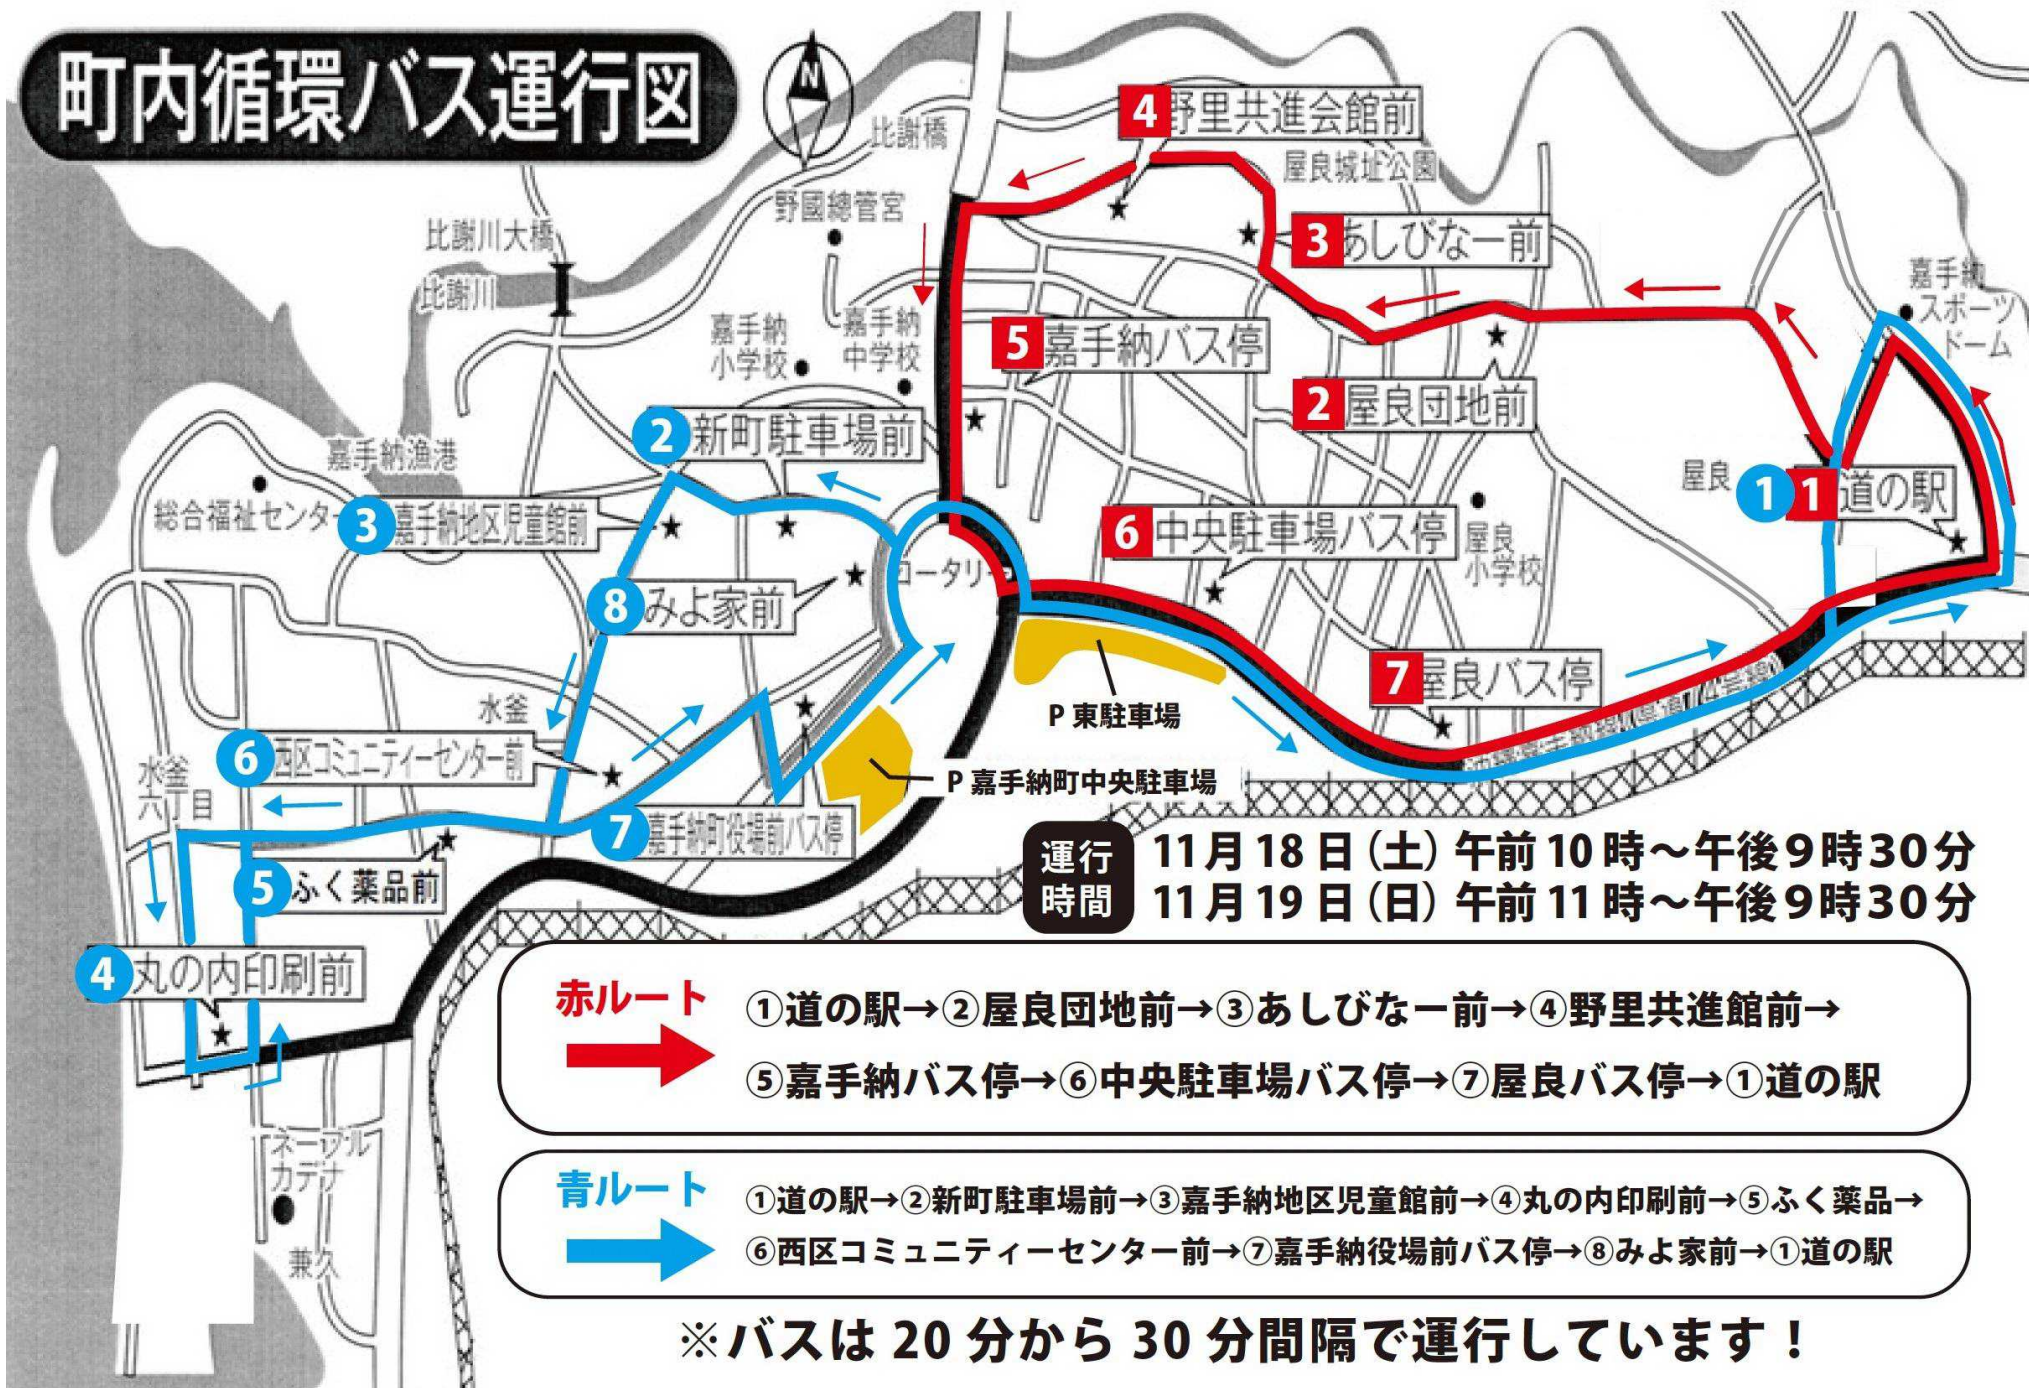 町内循環バス運行図
N
比謝橋
4 野里共進会館前
屋良城址公園
野國總管宮
比謝川大橋
比謝川
3 あしびなー前
嘉手納
スポーツ
ドーム
嘉手納
小学校
嘉手納
中学校
5 嘉手納バス停
2 屋良団地前
2 新町駐車場前
嘉手納漁港
総合福祉センター
3 嘉手納地区児童館前
屋良
1 1 道の駅
6 中央駐車場バス停
屋良
小学校
ロータリー
8 みよ家前
7 屋良バス停
水釜
P 東駐車場
6 西区コミュニティーセンター前
水釜
六丁目
P 嘉手納町中央駐車場
7 嘉手納町役場前バス停
5 ふく薬品前
4 丸の内印刷前
ネーブル
カデナ
兼久
運行
時間
11月18日（土）午前10時～午後9時30分
11月19日（日）午前11時～午後9時30分
赤ルート
①道の駅→②屋良団地前→③あしびなー前→④野里共進館前→
⑤嘉手納バス停→⑥中央駐車場バス停→⑦屋良バス停→①道の駅
青ルート
①道の駅→②新町駐車場前→③嘉手納地区児童館前→④丸の内印刷前→⑤ふく薬品→
⑥西区コミュニティーセンター前→⑦嘉手納役場前バス停→⑧みよ家前→①道の駅
※バスは20分から30分間隔で運行しています！